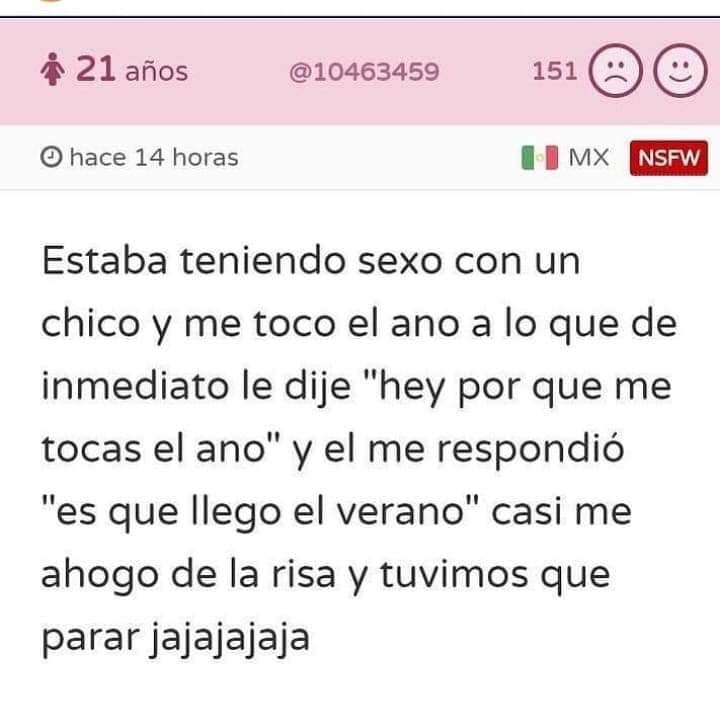 21 años @10463459 151
hace 14 horas MX NSFW
Estaba teniendo sexo con un
chico y me toco el ano a lo que de
inmediato le dije "hey por que me
tocas el ano" y el me respondió
"es que llego el verano" casi me
ahogo de la risa y tuvimos que
parar jajajajaja